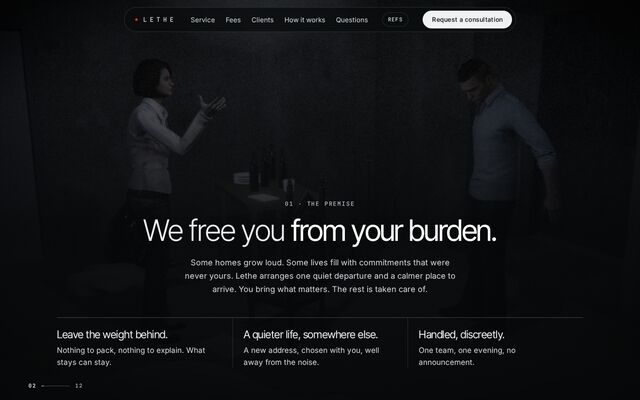 LETHE
Service
Fees
Clients
How it works
Questions
REFS
Request a consultation
01 · THE PREMISE
We free you from your burden.
Some homes grow loud. Some lives fill with commitments that were
never yours. Lethe arranges one quiet departure and a calmer place to
arrive. You bring what matters. The rest is taken care of.
Leave the weight behind.
Nothing to pack, nothing to explain. What
stays can stay.
A quieter life, somewhere else.
A new address, chosen with you, well
away from the noise.
Handled, discreetly.
One team, one evening, no
announcement.
02
12